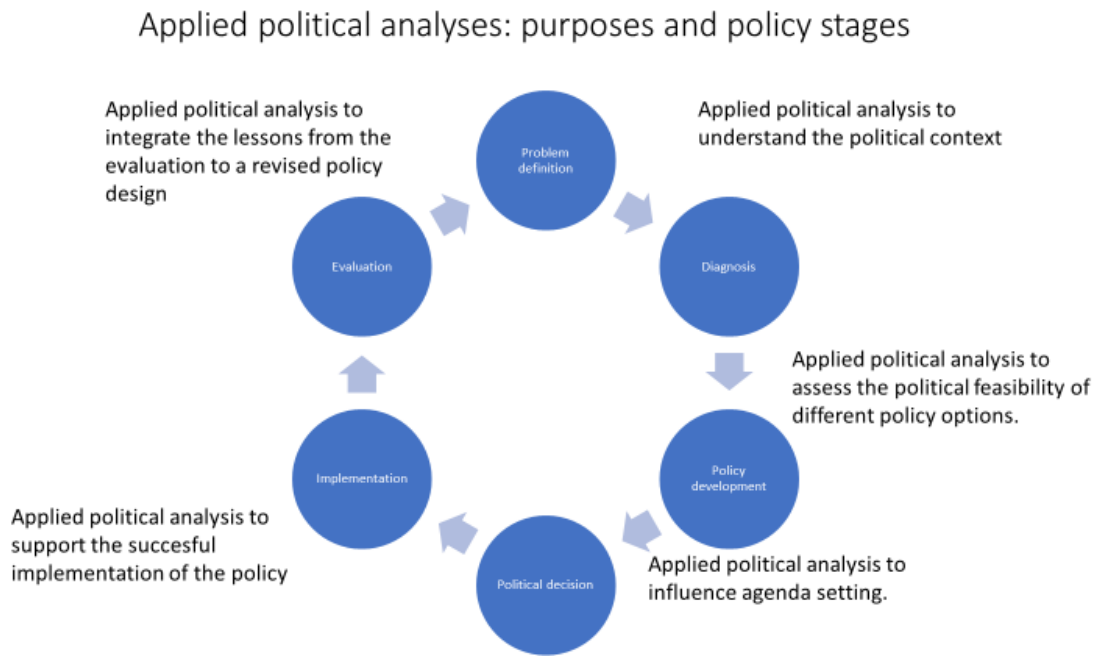 Applied political analyses: purposes and policy stages
Applied political analysis to
integrate the lessons from the
evaluation to a revised policy
design
Problem
definition
Applied political analysis to
understand the political context
Evaluation
Diagnosis
Applied political analysis to
assess the political feasibility of
different policy options.
Implementation
Policy
development
Applied political analysis to
support the succesful
implementation of the policy
Political decision
Applied political analysis to
influence agenda setting.